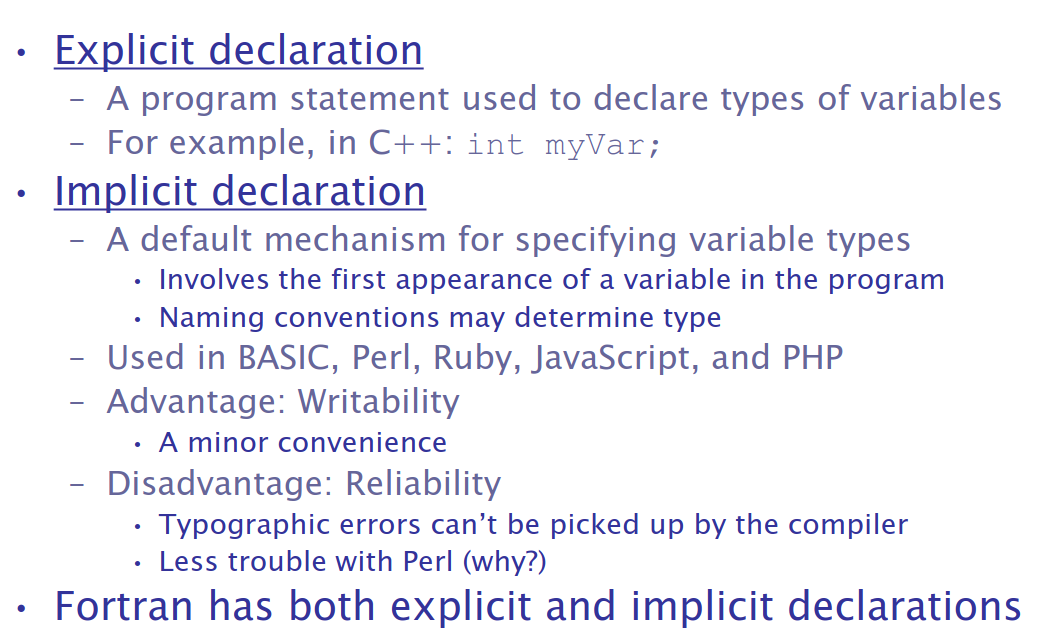 • Explicit declaration
– A program statement used to declare types of variables
– For example, in C++: int myVar;
• Implicit declaration
– A default mechanism for specifying variable types
• Involves the first appearance of a variable in the program
• Naming conventions may determine type
– Used in BASIC, Perl, Ruby, JavaScript, and PHP
– Advantage: Writability
• A minor convenience
– Disadvantage: Reliability
• Typographic errors can’t be picked up by the compiler
• Less trouble with Perl (why?)
• Fortran has both explicit and implicit declarations